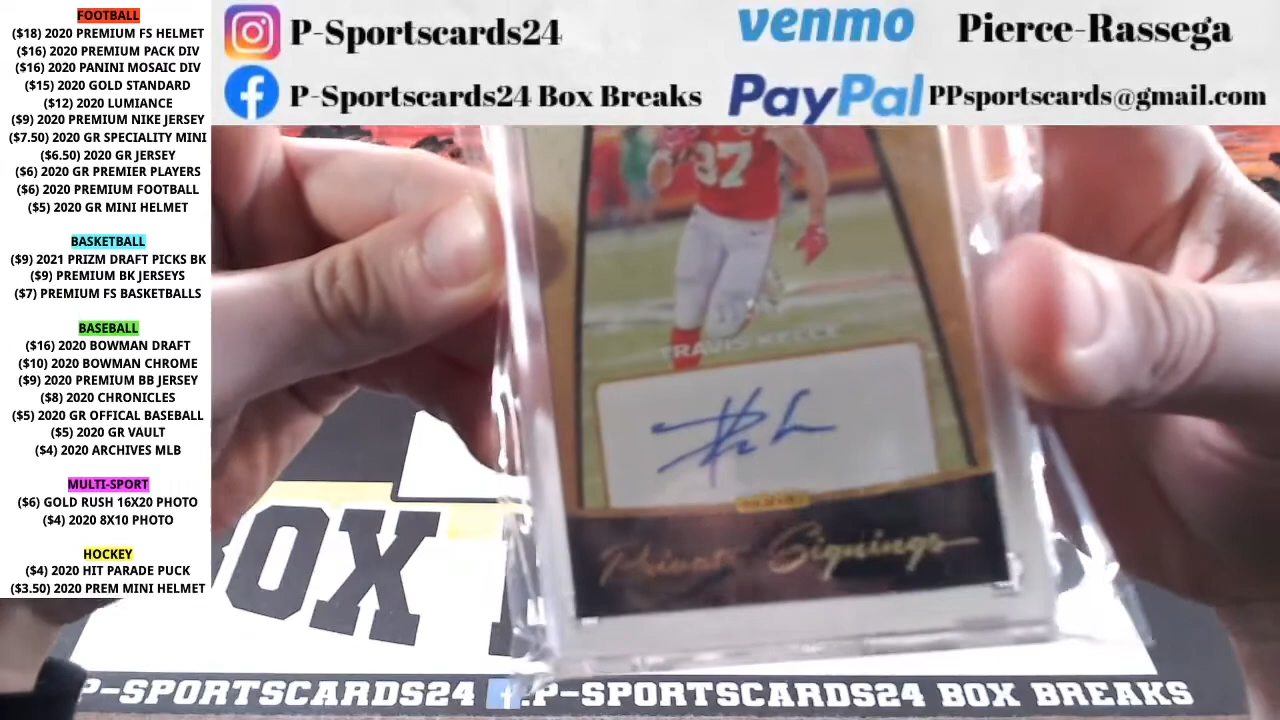 FOOTBALL
($18) 2020 PREMIUM FS HELMET
($16) 2020 PREMIUM PACK DIV
($16) 2020 PANINI MOSAIC DIV
($15) 2020 GOLD STANDARD
($12) 2020 LUMIANCE
($9) 2020 PREMIUM NIKE JERSEY
($7.50) 2020 GR SPECIALITY MINI
($6.50) 2020 GR JERSEY
($6) 2020 GR PREMIER PLAYERS
($6) 2020 PREMIUM FOOTBALL
($5) 2020 GR MINI HELMET
BASKETBALL
($9) 2021 PRIZM DRAFT PICKS BK
($9) PREMIUM BK JERSEYS
($7) PREMIUM FS BASKETBALLS
BASEBALL
($16) 2020 BOWMAN DRAFT
($10) 2020 BOWMAN CHROME
($9) 2020 PREMIUM BB JERSEY
($8) 2020 CHRONICLES
($5) 2020 GR OFFICAL BASEBALL
($5) 2020 GR VAULT
($4) 2020 ARCHIVES MLB
MULTI-SPORT
($6) GOLD RUSH 16X20 PHOTO
($4) 2020 8X10 PHOTO
HOCKEY
($4) 2020 HIT PARADE PUCK
($3.50) 2020 PREM MINI HELMET
P-Sportscards24
venmo
Pierce-Rassega
P-Sportscards24 Box Breaks
PayPal
PPsportscards@gmail.com
87
TRAVIS KELCE
Private Signings
OX
P-SPORTSCARDS24
P-SPORTSCARDS24 BOX BREAKS